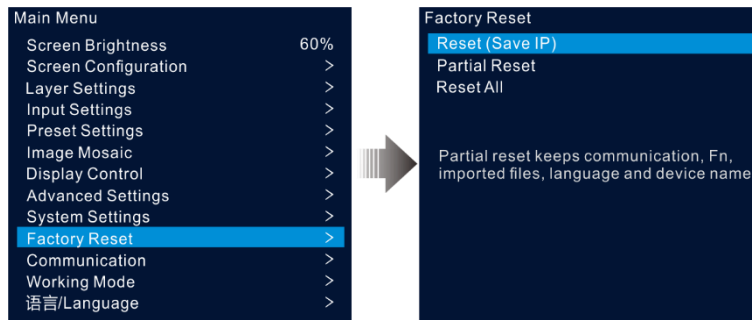 Main Menu
Screen Brightness 60%
Screen Configuration >
Layer Settings >
Input Settings >
Preset Settings >
Image Mosaic >
Display Control >
Advanced Settings >
System Settings >
Factory Reset >
Communication >
Working Mode >
语言/Language >
Factory Reset
Reset (Save IP)
Partial Reset
Reset All
Partial reset keeps communication, Fn,
imported files, language and device name